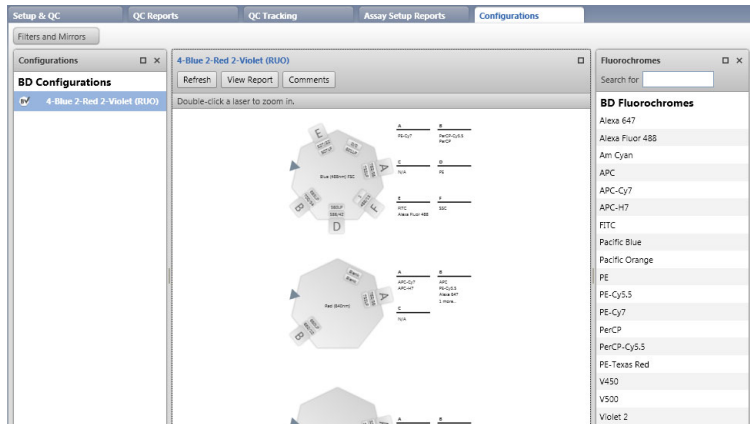 Setup & QC
QC Reports
QC Tracking
Assay Setup Reports
Configurations
Filters and Mirrors
Configurations
BD Configurations
4-Blue 2-Red 2-Violet (RUO)
4-Blue 2-Red 2-Violet (RUO)
Refresh
View Report
Comments
Double-click a laser to zoom in.
Blue (488nm) FSC
E
A
B
D
F
A
PE-Cy7
B
PerCP-Cy5.5
PerCP
C
N/A
D
PE
E
FITC
Alexa Fluor 488
F
SSC
Red (640nm)
Blank
Blank
A
B
A
APC-Cy7
APC-H7
B
APC
PE-Cy5.5
Alexa 647
1 more..
C
N/A
A
B
Fluorochromes
Search for
BD Fluorochromes
Alexa 647
Alexa Fluor 488
Am Cyan
APC
APC-Cy7
APC-H7
FITC
Pacific Blue
Pacific Orange
PE
PE-Cy5.5
PE-Cy7
PerCP
PerCP-Cy5.5
PE-Texas Red
V450
V500
Violet 2